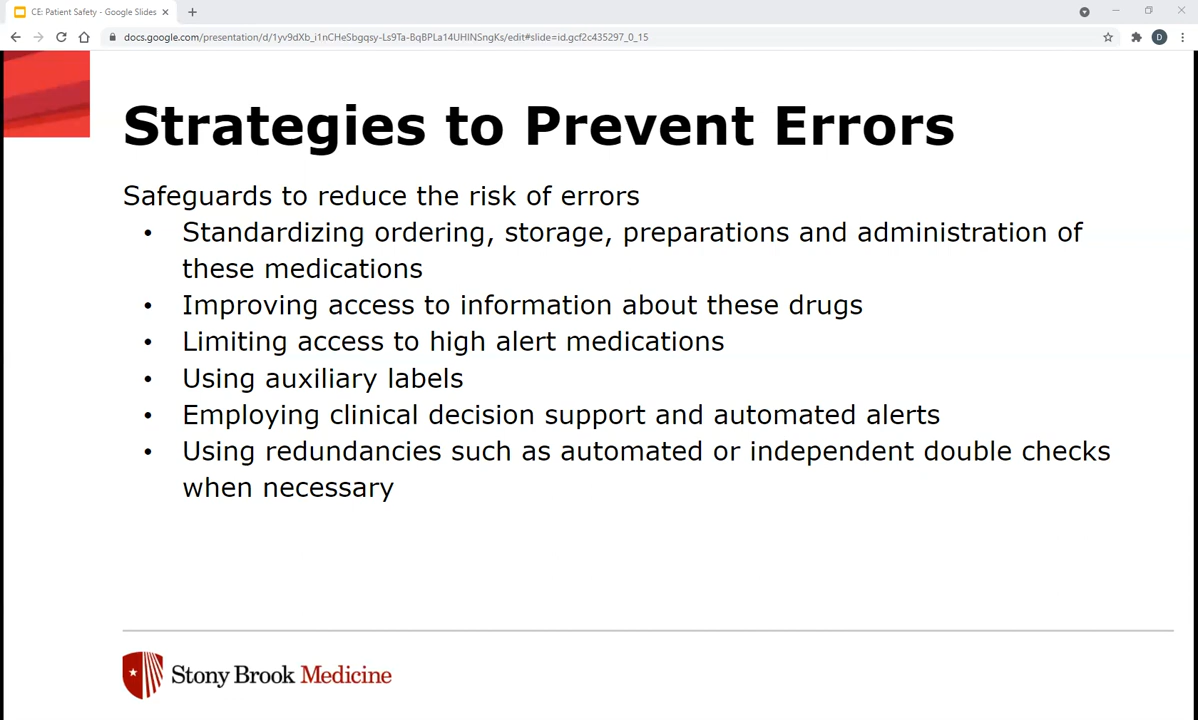 CE: Patient Safety - Google Slides
docs.google.com/presentation/d/1yv9dXb_i1nCHeSbgqsy-Ls9Ta-BqBPLa14UHINSngKs/edit#slide=id.gcf2c435297_0_15
D
Strategies to Prevent Errors
Safeguards to reduce the risk of errors
• Standardizing ordering, storage, preparations and administration of
these medications
• Improving access to information about these drugs
• Limiting access to high alert medications
• Using auxiliary labels
• Employing clinical decision support and automated alerts
• Using redundancies such as automated or independent double checks
when necessary
Stony Brook Medicine